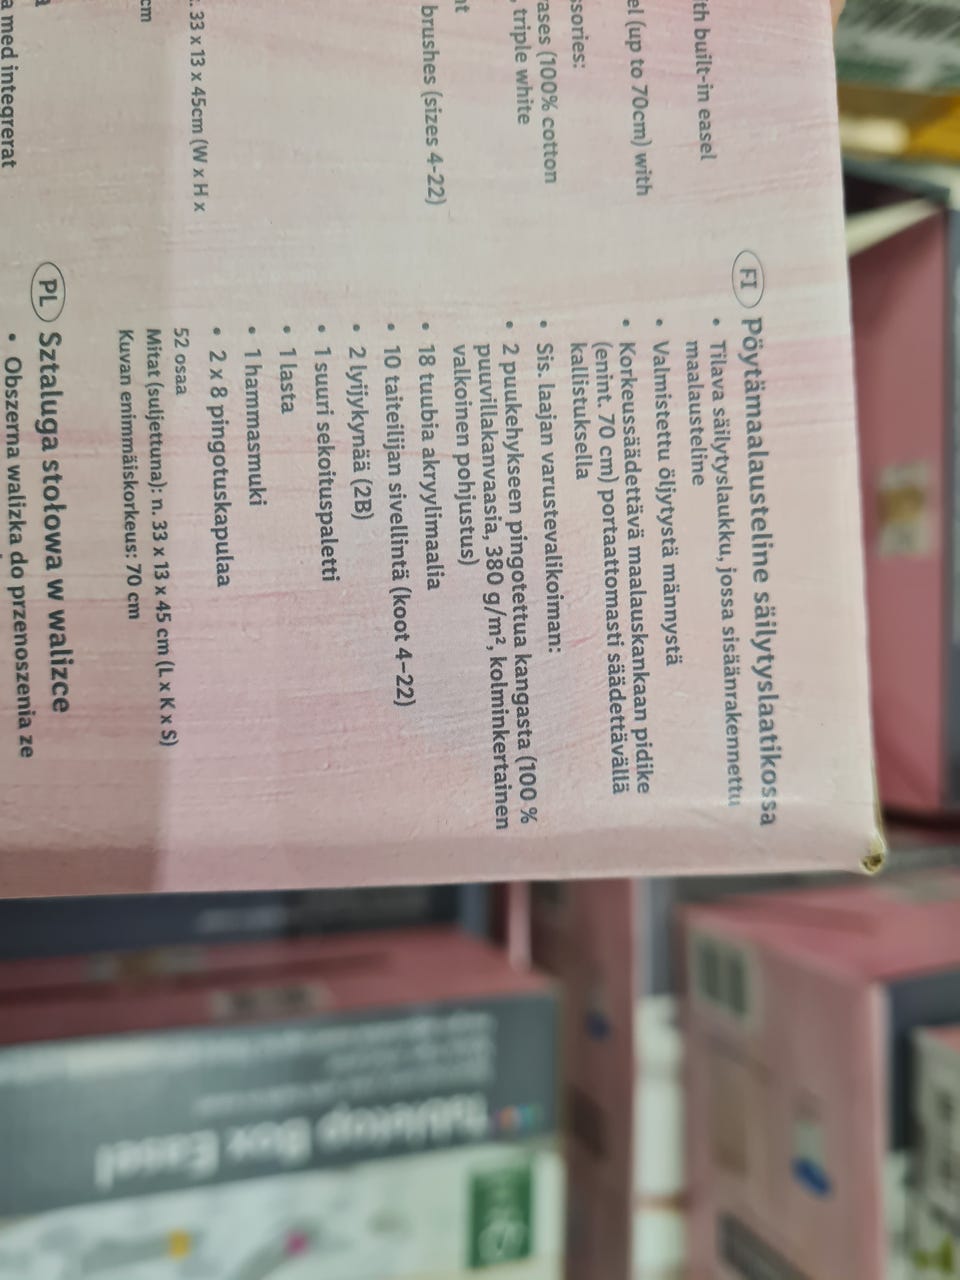 th built-in easel
el (up to 70cm) with
ssories:
ases (100% cotton
, triple white
nt
brushes (sizes 4-22)
: 33 x 13 x 45cm (W x H x
cm
a med integrerat
FI Pöytämaalausteline säilytyslaatikossa
• Tilava säilytyslaukku, jossa sisäänrakennettu
maalausteline
• Valmistettu öljytystä männystä
• Korkeussäädettävä maalauskankaan pidike
(enint. 70 cm) portaattomasti säädettävällä
kallistuksella
• Sis. laajan varustevalikoiman:
• 2 puukehykseen pingotettua kangasta (100 %
puuvillakanvaasia, 380 g/m², kolminkertainen
valkoinen pohjustus)
• 18 tuubia akryylimaalia
• 10 taiteilijan sivellintä (koot 4–22)
• 2 lyijykynää (2B)
• 1 suuri sekoituspaletti
• 1 lasta
• 1 hammasmuki
• 2 x 8 pingotuskapulaa
52 osaa
Mitat (suljettuna): n. 33 x 13 x 45 cm (L x K x S)
Kuvan enimmäiskorkeus: 70 cm
PL Sztaluga stołowa w walizce
• Obszerna walizka do przenoszenia ze
Tabletop Box Easel